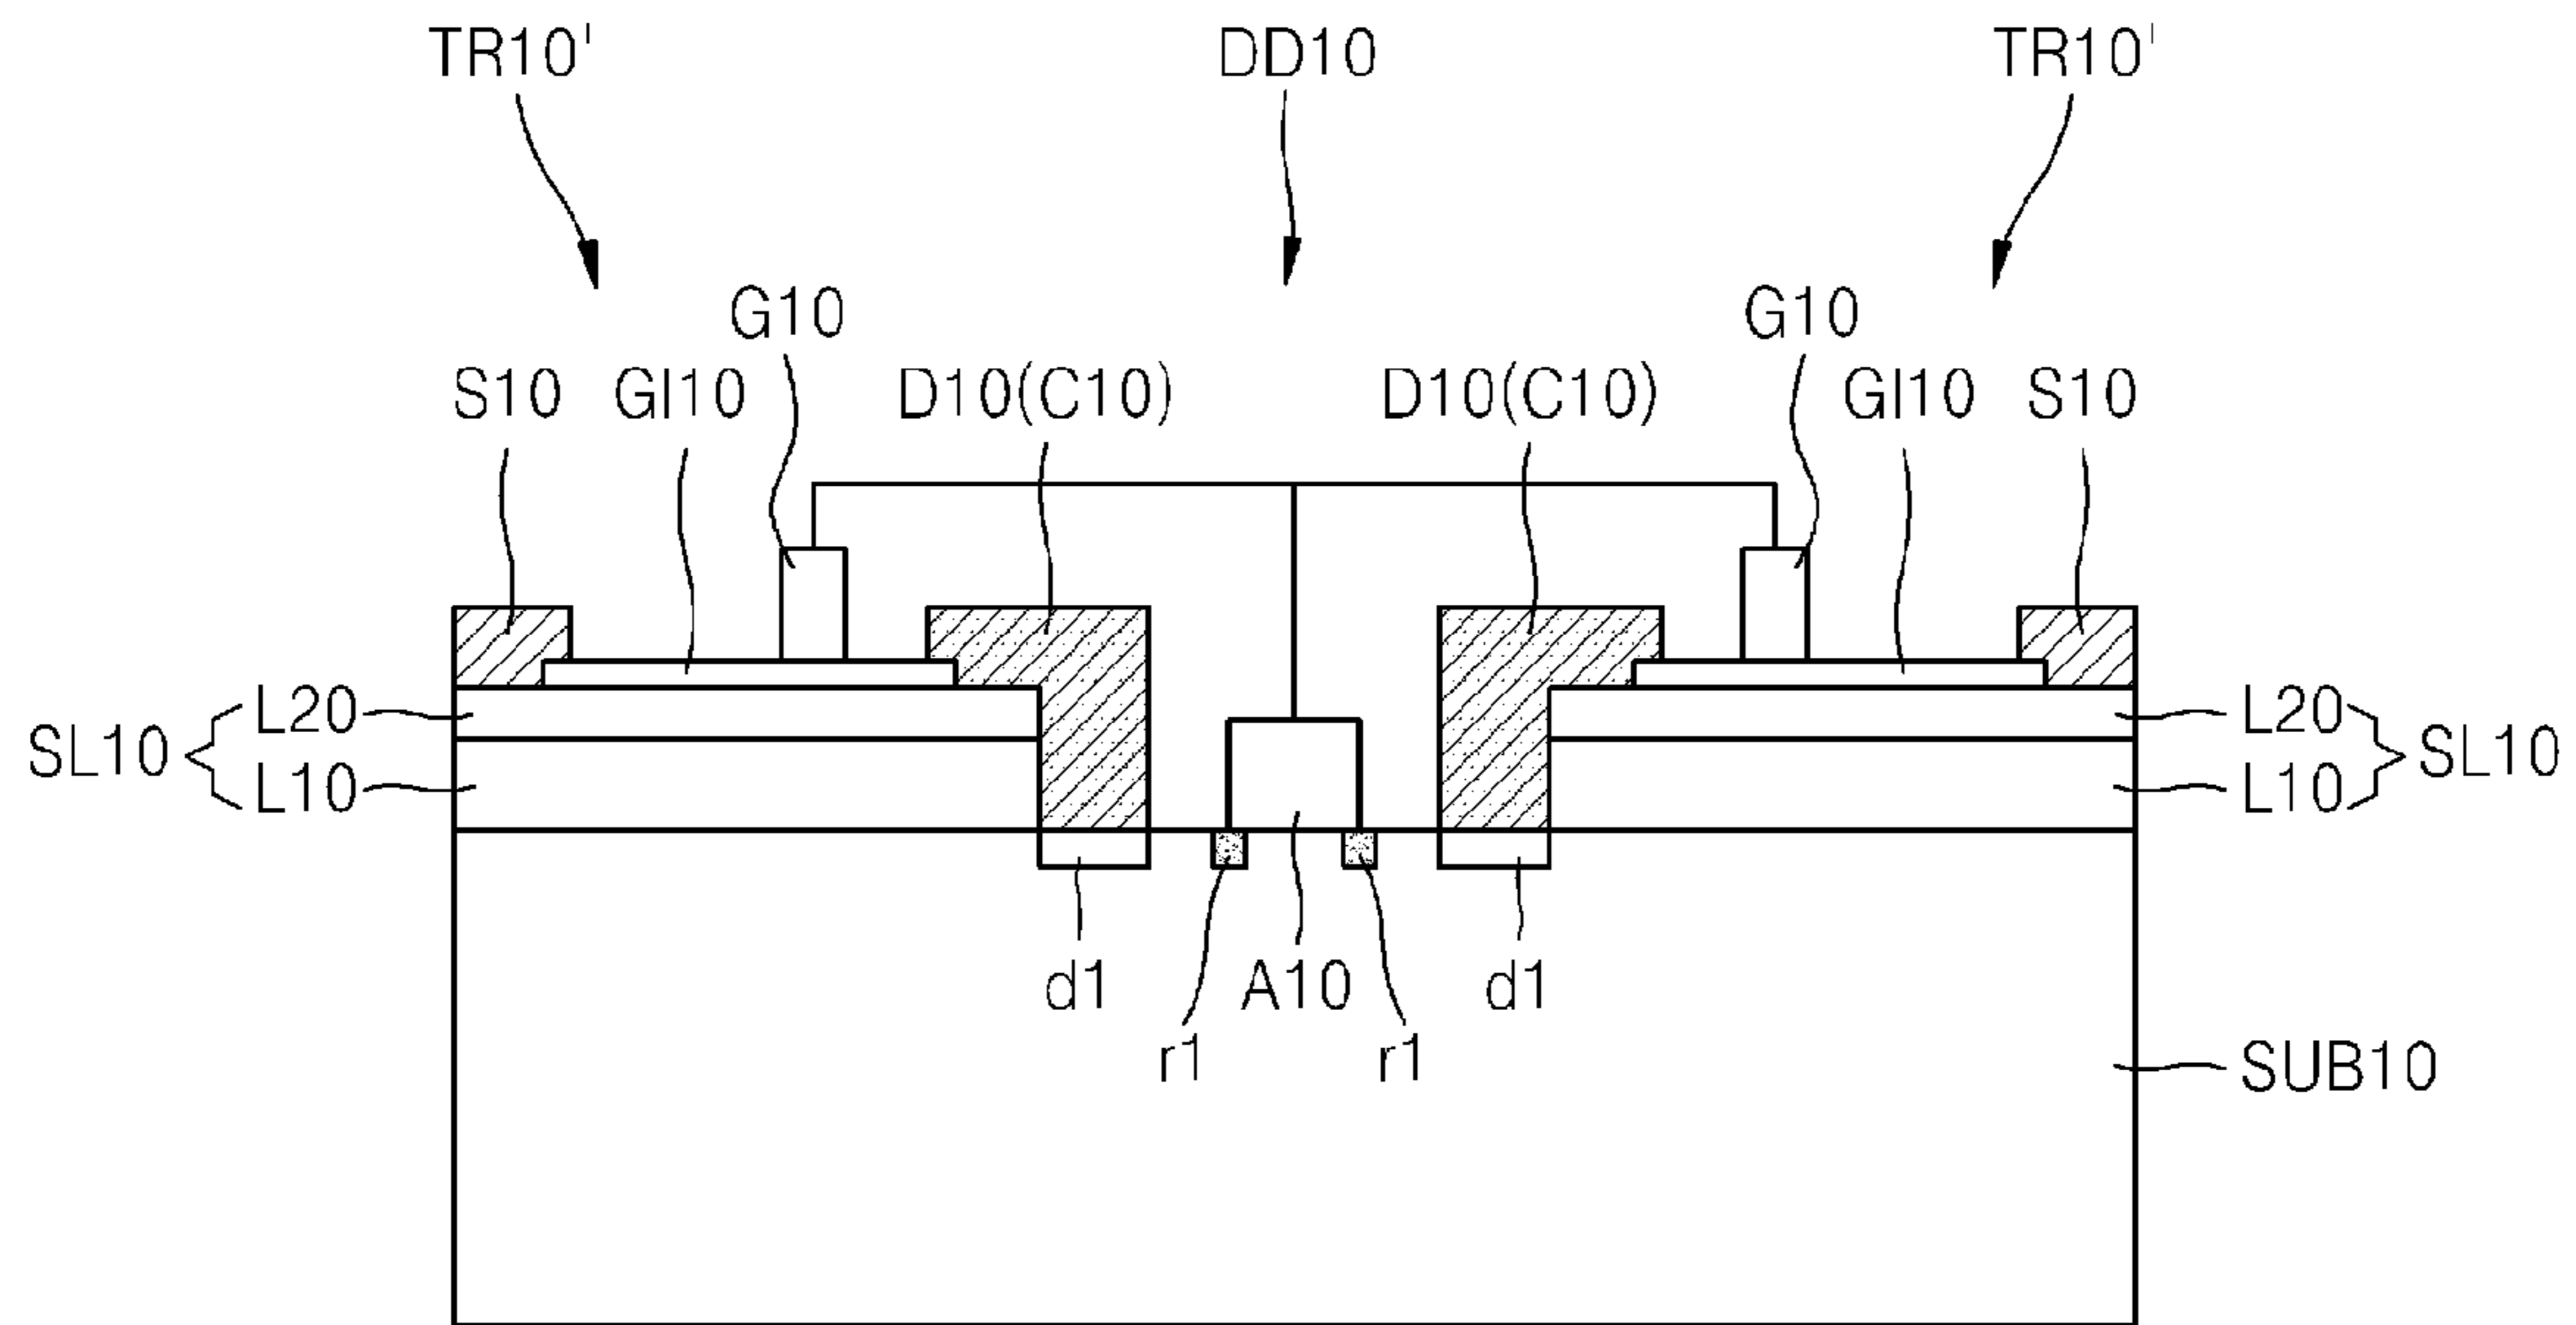 TR10' DD10 TR10'
G10 G10
S10 GI10 D10(C10) D10(C10) GI10 S10
L20 L20
SL10 SL10
L10 L10
d1 A10 d1
r1 r1 SUB10